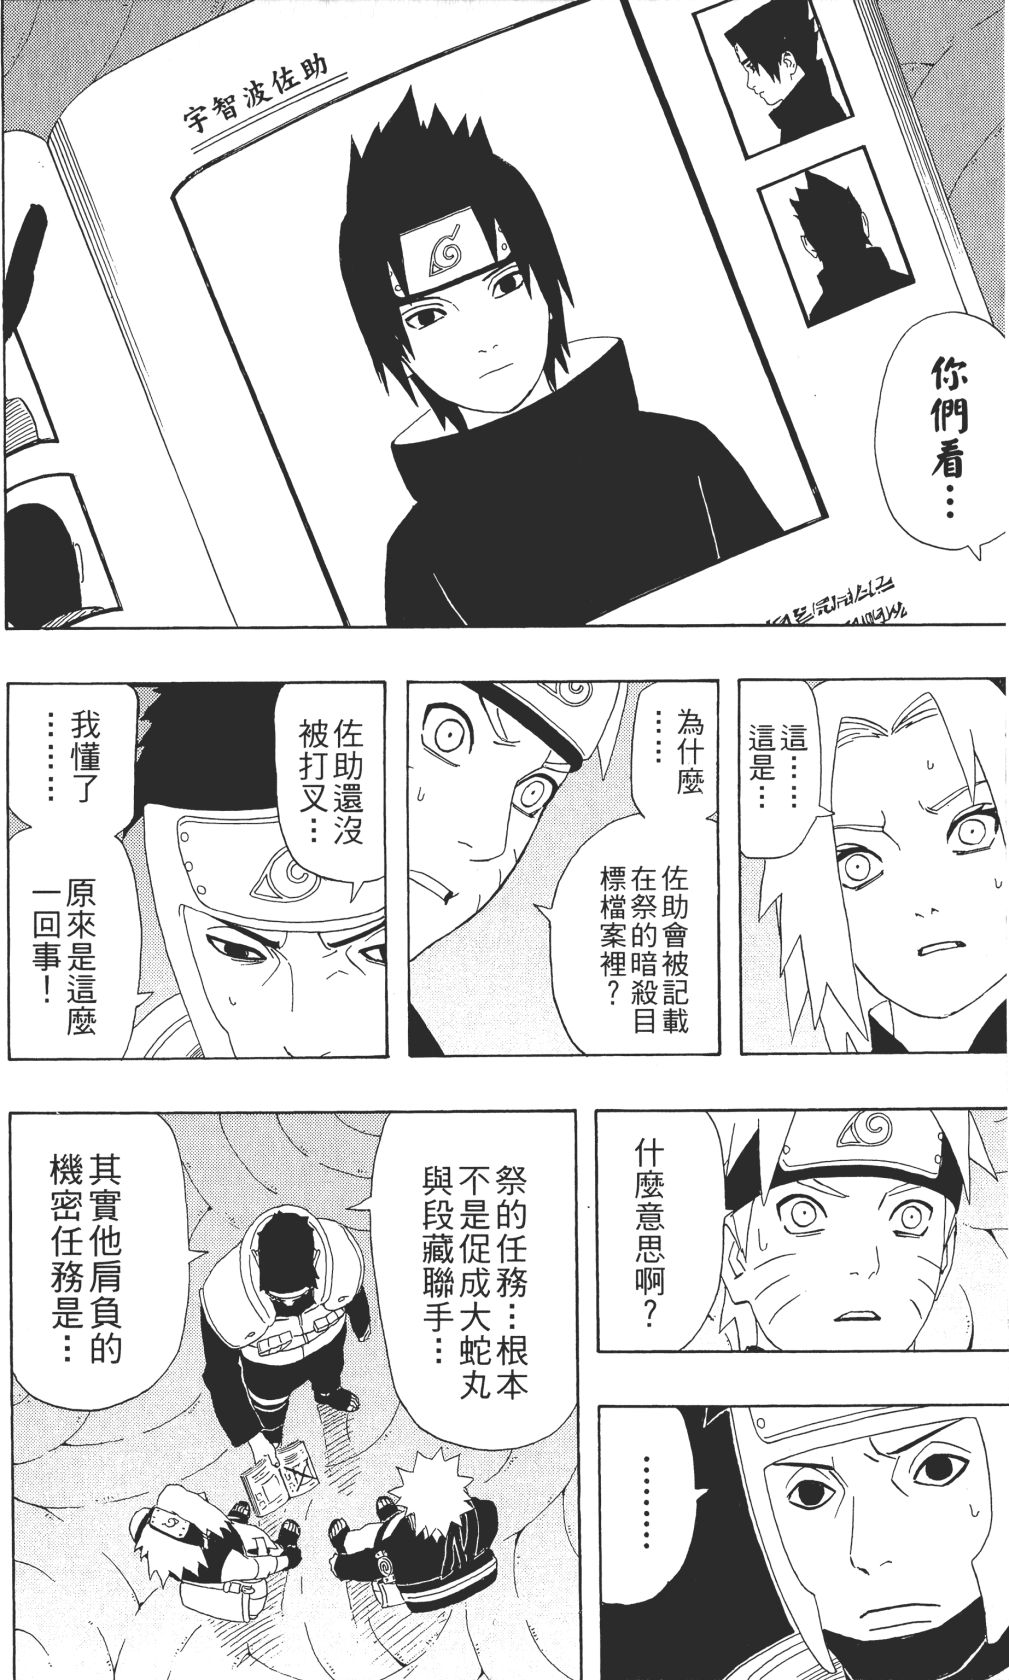 宇智波佐助
你們看…
這……
這是…
為什麼
……
佐助會被記載
在祭的暗殺目
標檔案裡？
佐助還沒
被打叉…
我懂了
………
原來是這麼
一回事！
什麼意思啊？
………
祭的任務…根本
不是促成大蛇丸
與段藏聯手…
其實他肩負的
機密任務是…